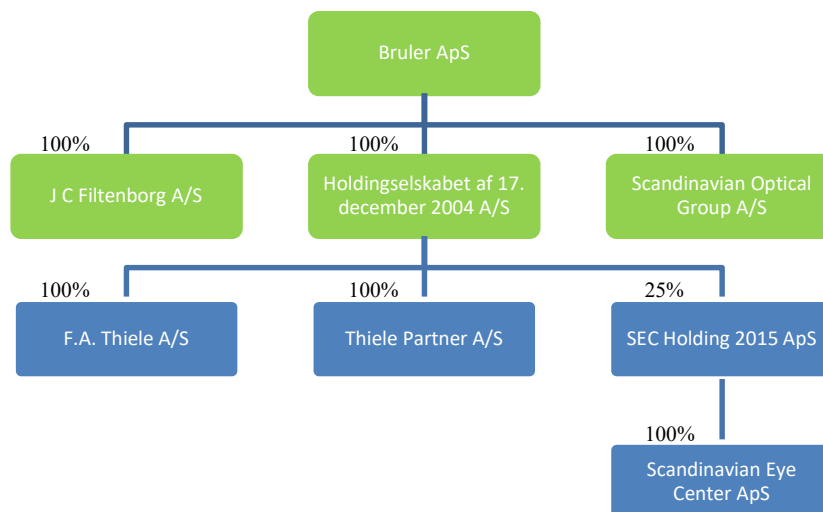 Bruler ApS
100%
100%
100%
J C Filtenborg A/S
Holdingselskabet af 17.
december 2004 A/S
Scandinavian Optical
Group A/S
100%
100%
25%
F.A. Thiele A/S
Thiele Partner A/S
SEC Holding 2015 ApS
100%
Scandinavian Eye
Center ApS